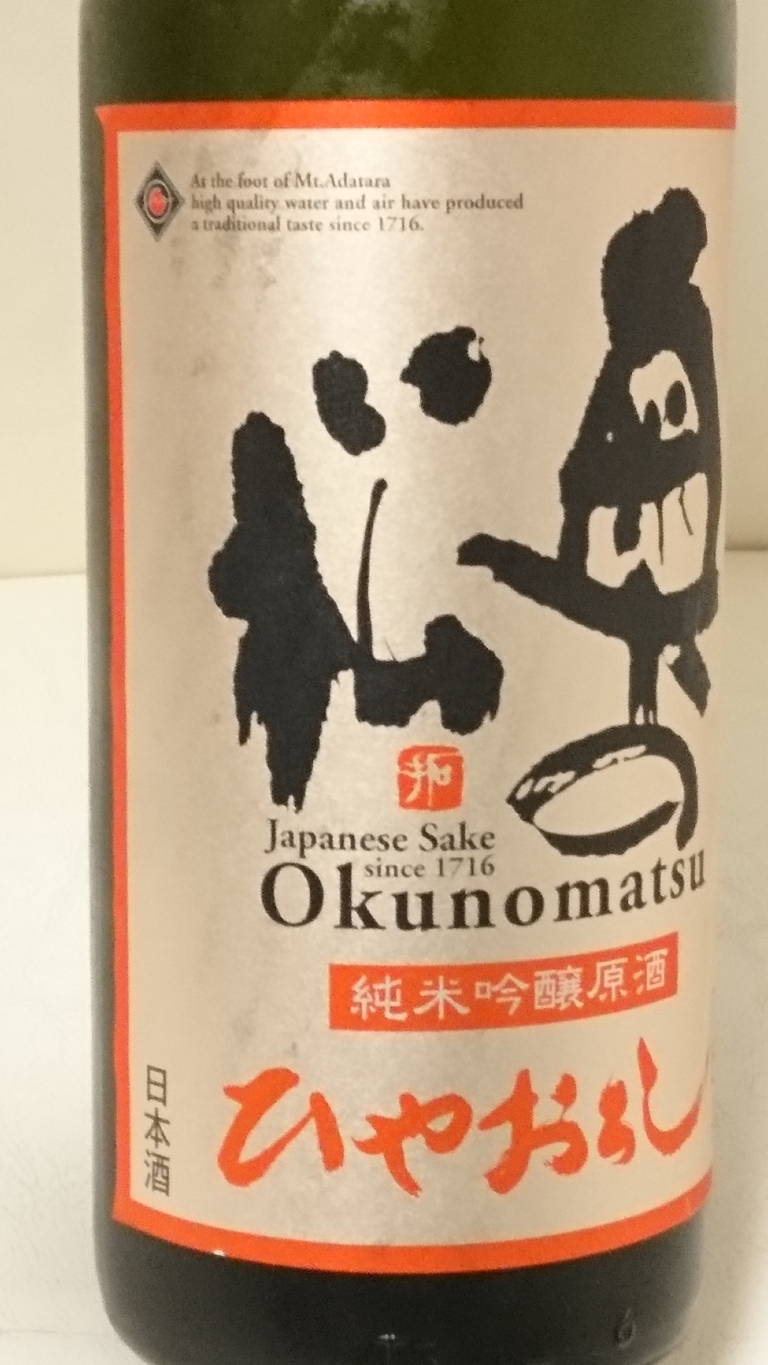 At the foot of Mt.Adatara
high quality water and air have produced
a traditional taste since 1716.
奥の松
Japanese Sake
since 1716
Okunomatsu
純米吟醸原酒
ひやおろし
日本酒